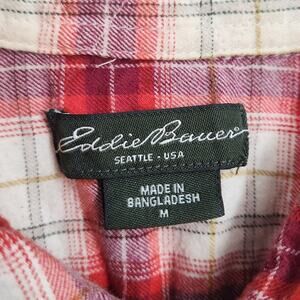 Eddie Bauer
SEATTLE - USA
MADE IN
BANGLADESH
M